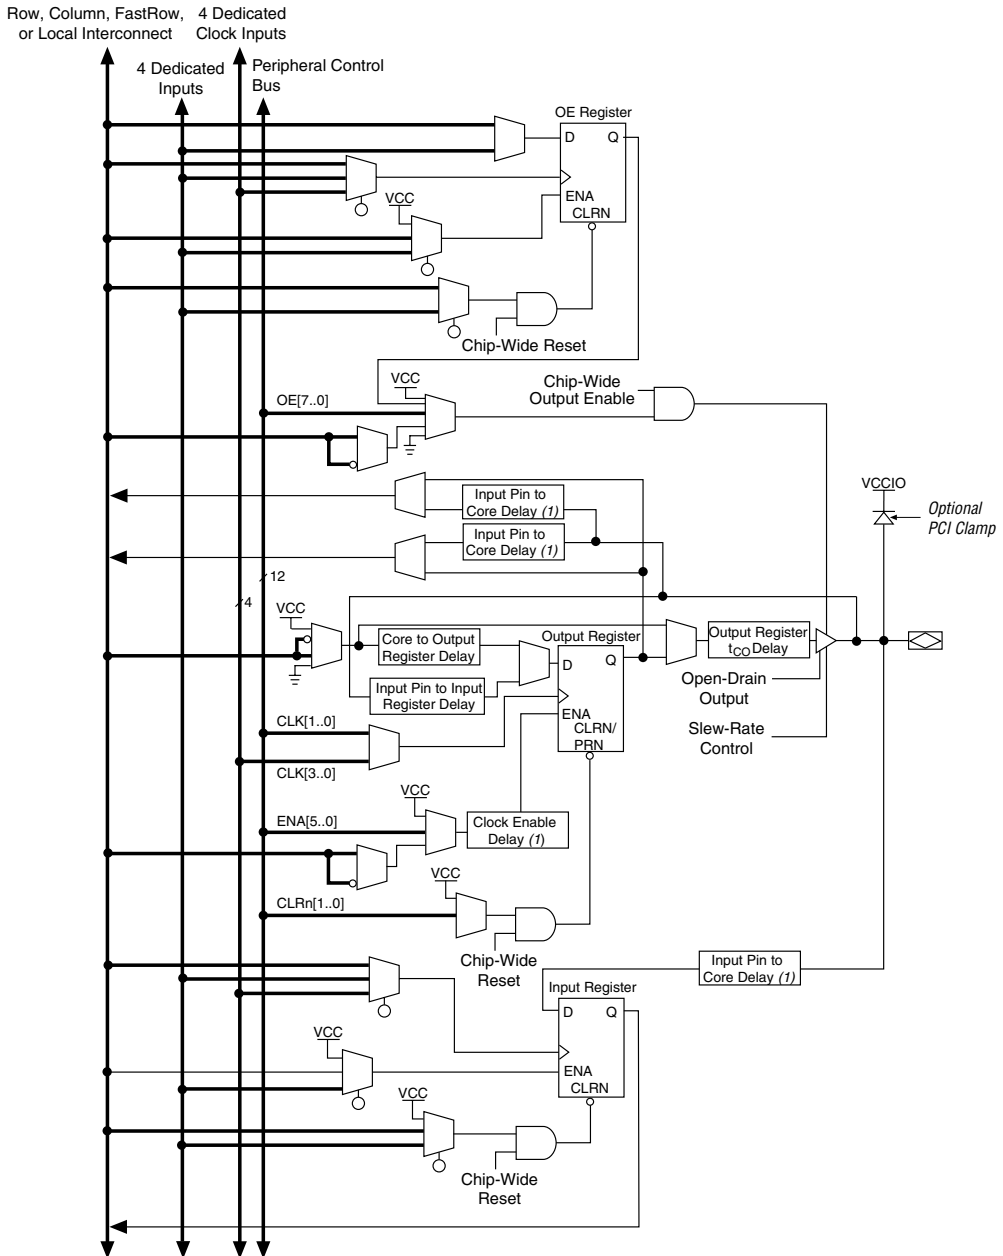 Row, Column, FastRow,
or Local Interconnect
4 Dedicated
Clock Inputs
4 Dedicated
Inputs
Peripheral Control
Bus
OE Register
D Q
ENA
CLRN
VCC
Chip-Wide Reset
VCC
OE[7..0]
Chip-Wide
Output Enable
VCCIO
Optional
PCI Clamp
Input Pin to
Core Delay (1)
Input Pin to
Core Delay (1)
12
4
VCC
Core to Output
Register Delay
Output Register
D Q
ENA
CLRN/
PRN
Output Register
tCO Delay
Input Pin to Input
Register Delay
Open-Drain
Output
Slew-Rate
Control
CLK[1..0]
CLK[3..0]
VCC
ENA[5..0]
Clock Enable
Delay (1)
VCC
CLRn[1..0]
Chip-Wide
Reset
Input Pin to
Core Delay (1)
Input Register
D Q
ENA
CLRN
VCC
VCC
Chip-Wide
Reset